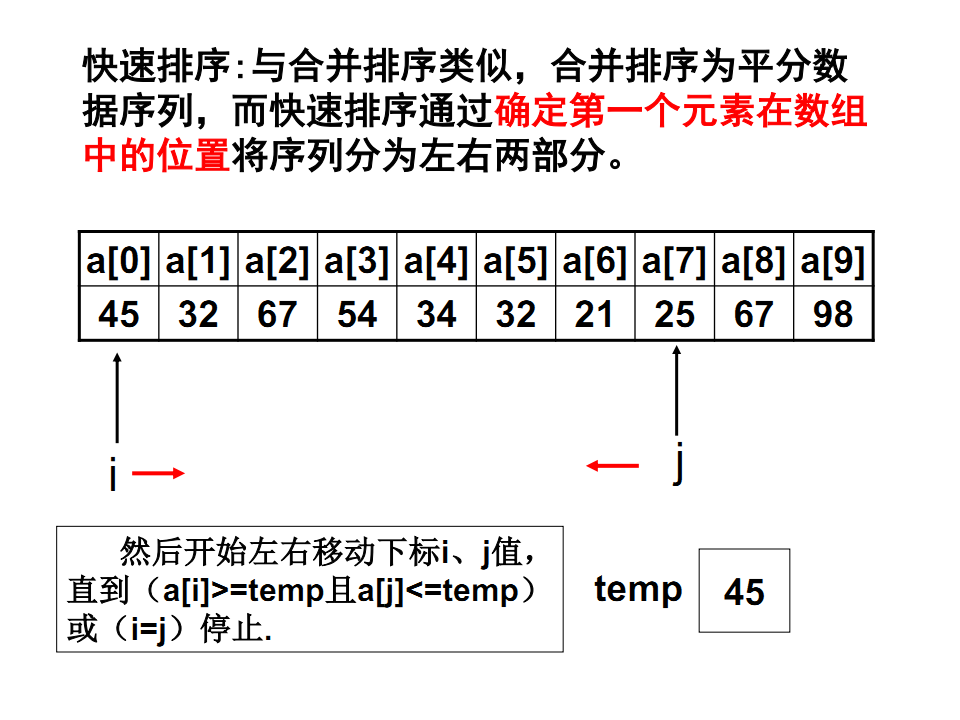 快速排序:与合并排序类似，合并排序为平分数
据序列，而快速排序通过确定第一个元素在数组
中的位置将序列分为左右两部分。
a[0] a[1] a[2] a[3] a[4] a[5] a[6] a[7] a[8] a[9]
45 32 67 54 34 32 21 25 67 98
i
j
然后开始左右移动下标i、j值，
直到（a[i]>=temp且a[j]<=temp）
或（i=j）停止.
temp 45